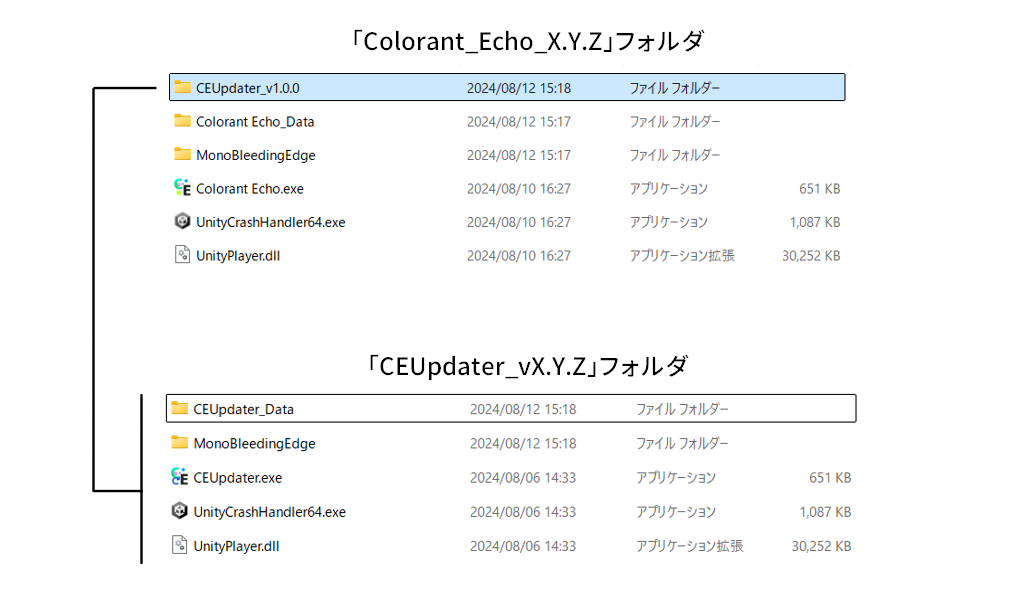 「Colorant_Echo_X.Y.Z」フォルダ
CEUpdater_v1.0.0 2024/08/12 15:18 ファイル フォルダー
Colorant Echo_Data 2024/08/12 15:17 ファイル フォルダー
MonoBleedingEdge 2024/08/12 15:17 ファイル フォルダー
Colorant Echo.exe 2024/08/10 16:27 アプリケーション 651 KB
UnityCrashHandler64.exe 2024/08/10 16:27 アプリケーション 1,087 KB
UnityPlayer.dll 2024/08/10 16:27 アプリケーション拡張 30,252 KB
「CEUpdater_vX.Y.Z」フォルダ
CEUpdater_Data 2024/08/12 15:18 ファイル フォルダー
MonoBleedingEdge 2024/08/12 15:18 ファイル フォルダー
CEUpdater.exe 2024/08/06 14:33 アプリケーション 651 KB
UnityCrashHandler64.exe 2024/08/06 14:33 アプリケーション 1,087 KB
UnityPlayer.dll 2024/08/06 14:33 アプリケーション拡張 30,252 KB